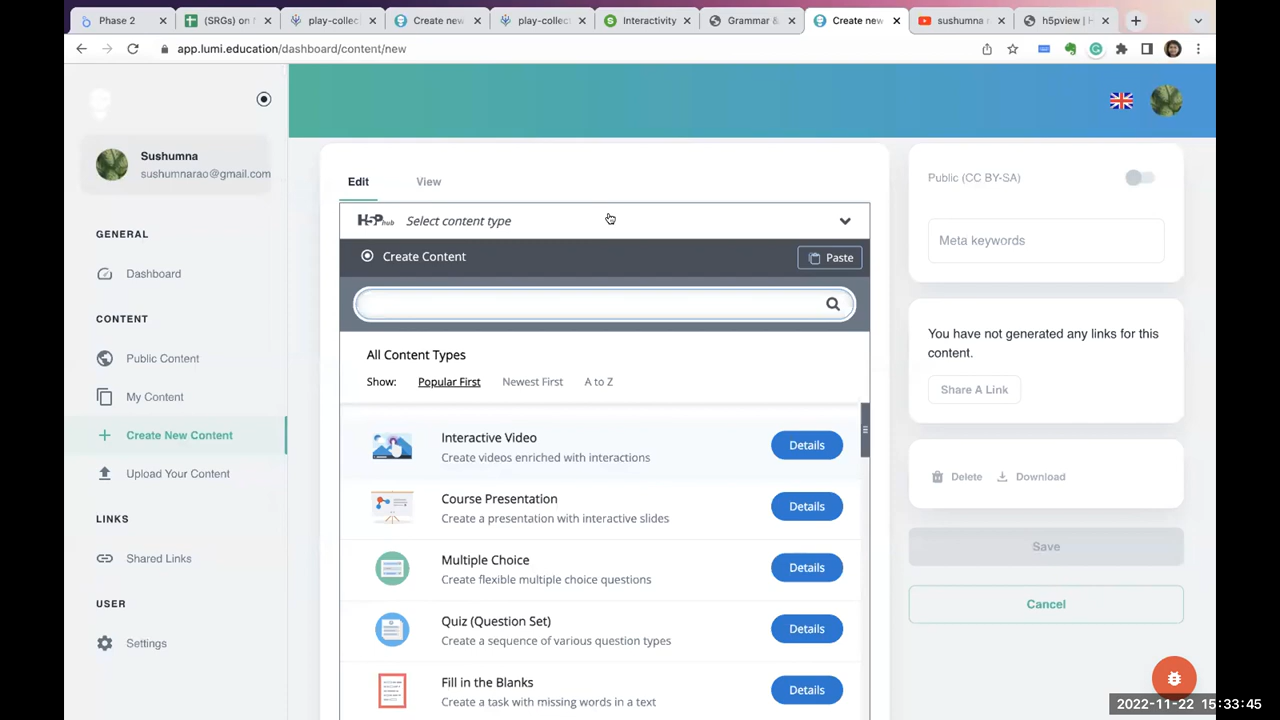 Phase 2
(SRGs) on
play-collec
Create new
play-collec
Interactivity
Grammar &
Create new
sushumna
h5pview | H
app.lumi.education/dashboard/content/new
Sushumna
sushumnarao@gmail.com
GENERAL
Dashboard
CONTENT
Public Content
My Content
Create New Content
Upload Your Content
LINKS
Shared Links
USER
Settings
Edit View
H5P hub Select content type
Create Content
Paste
All Content Types
Show: Popular First Newest First A to Z
Interactive Video
Create videos enriched with interactions
Details
Course Presentation
Create a presentation with interactive slides
Details
Multiple Choice
Create flexible multiple choice questions
Details
Quiz (Question Set)
Create a sequence of various question types
Details
Fill in the Blanks
Create a task with missing words in a text
Details
Public (CC BY-SA)
Meta keywords
You have not generated any links for this
content.
Share A Link
Delete Download
Save
Cancel
2022-11-22 15:33:45